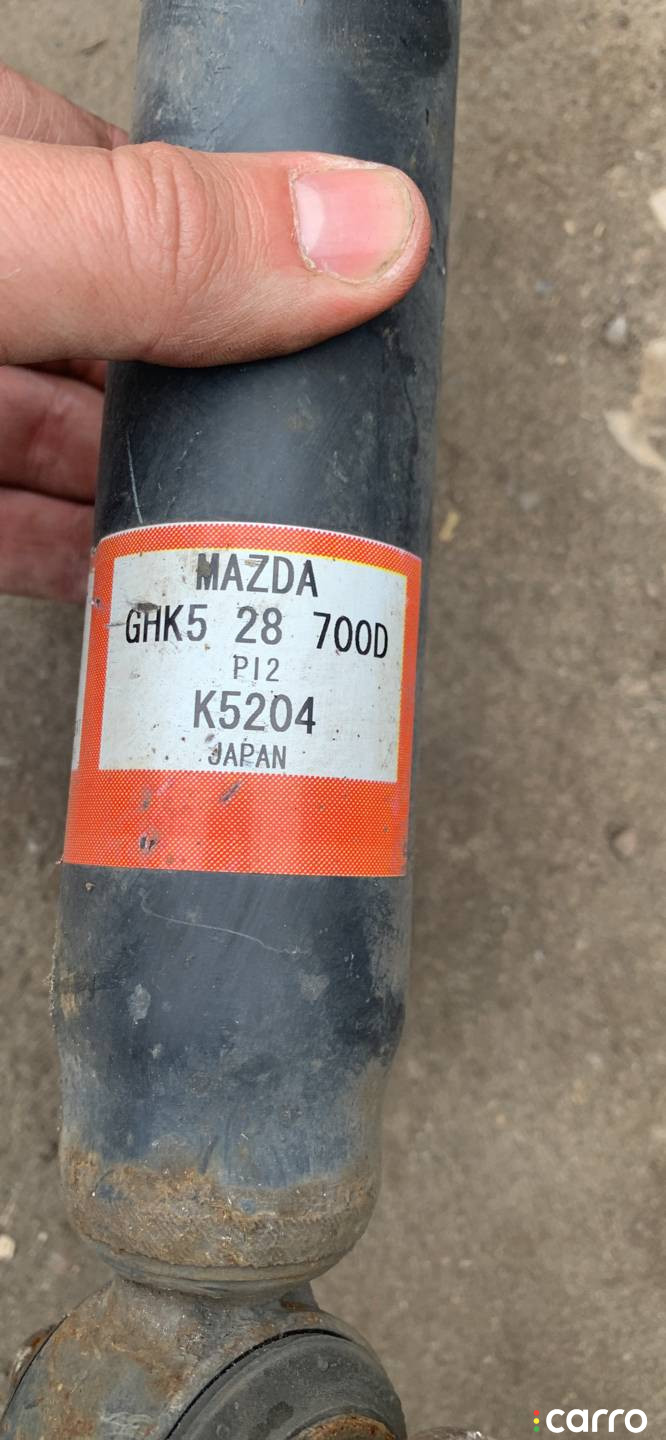 MAZDA
GHK5 28 700D
P12
K5204
JAPAN
carro